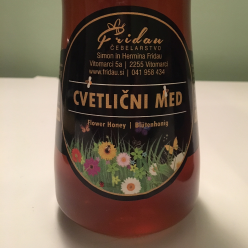 Fridau
ČEBELARSTVO
Simon in Hermina Fridau
Vitomarci 5a | 2255 Vitomarci
www.fridau.si | 041 958 434
CVETLIČNI MED
Flower Honey | Blütenhonig